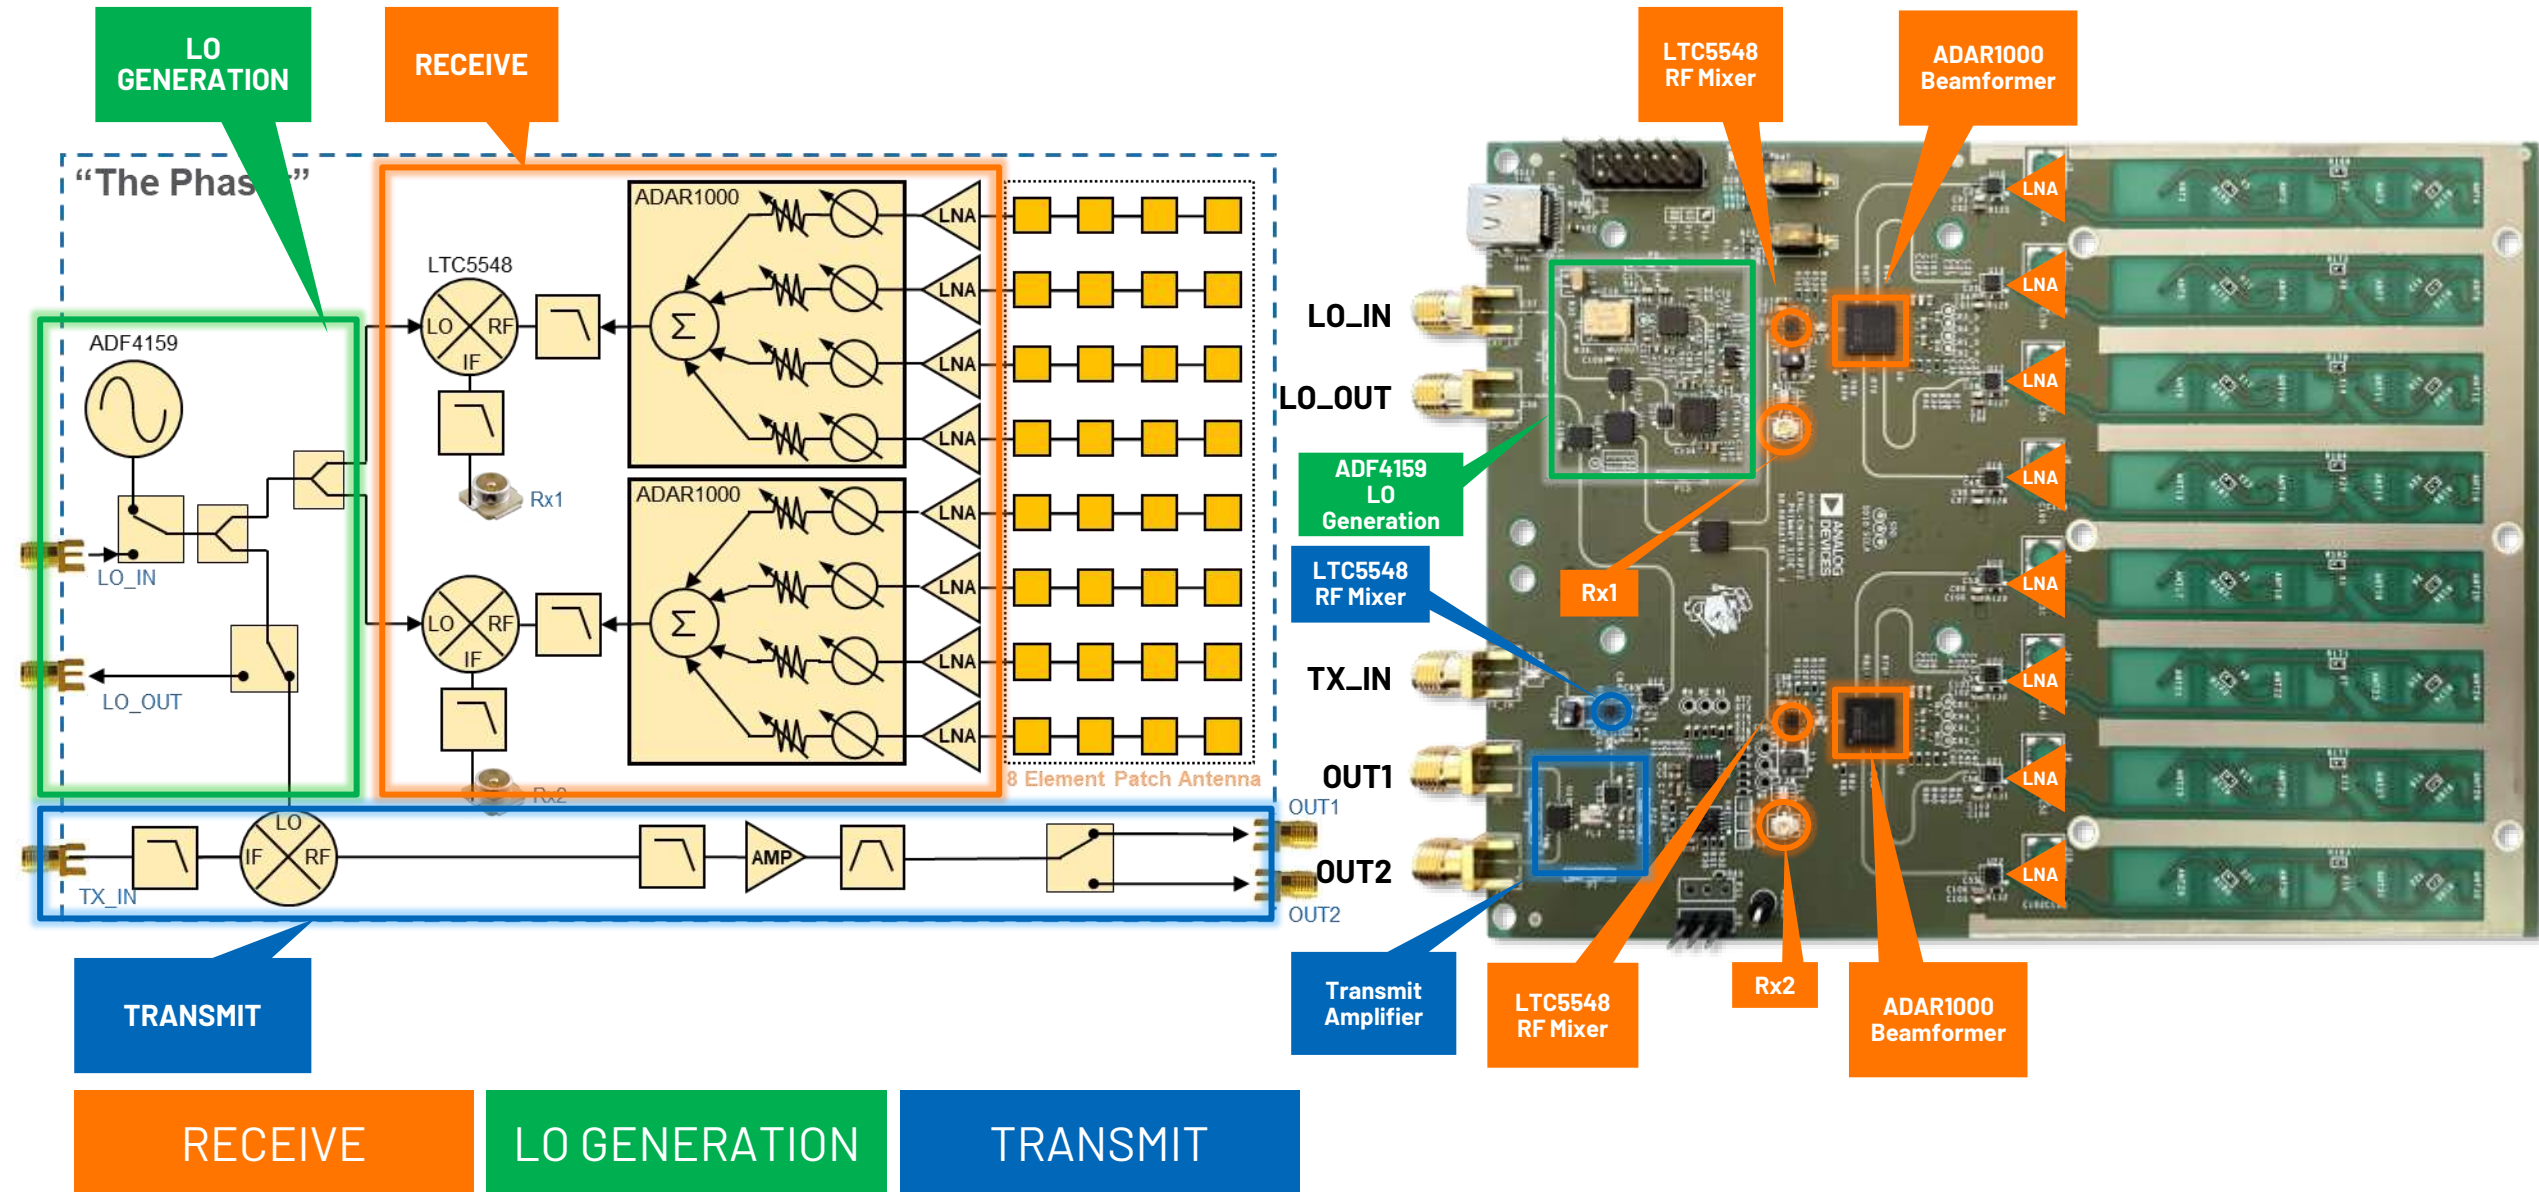 LO
GENERATION
RECEIVE
"The Phas
ADAR1000
LNA
LNA
LNA
LNA
LTC5548
LO
RF
IF
Σ
Rx1
ADF4159
LO_IN
LO_OUT
ADAR1000
LNA
LNA
LNA
LNA
LO
RF
IF
Σ
Rx2
8 Element Patch Antenna
LO
IF
RF
AMP
TX_IN
OUT1
OUT2
TRANSMIT
RECEIVE
LO GENERATION
TRANSMIT
LTC5548
RF Mixer
ADAR1000
Beamformer
LO_IN
LO_OUT
ADF4159
LO
Generation
LTC5548
RF Mixer
Rx1
TX_IN
OUT1
OUT2
Transmit
Amplifier
LTC5548
RF Mixer
Rx2
ADAR1000
Beamformer
LNA
LNA
LNA
LNA
LNA
LNA
LNA
LNA
ANALOG
DEVICES